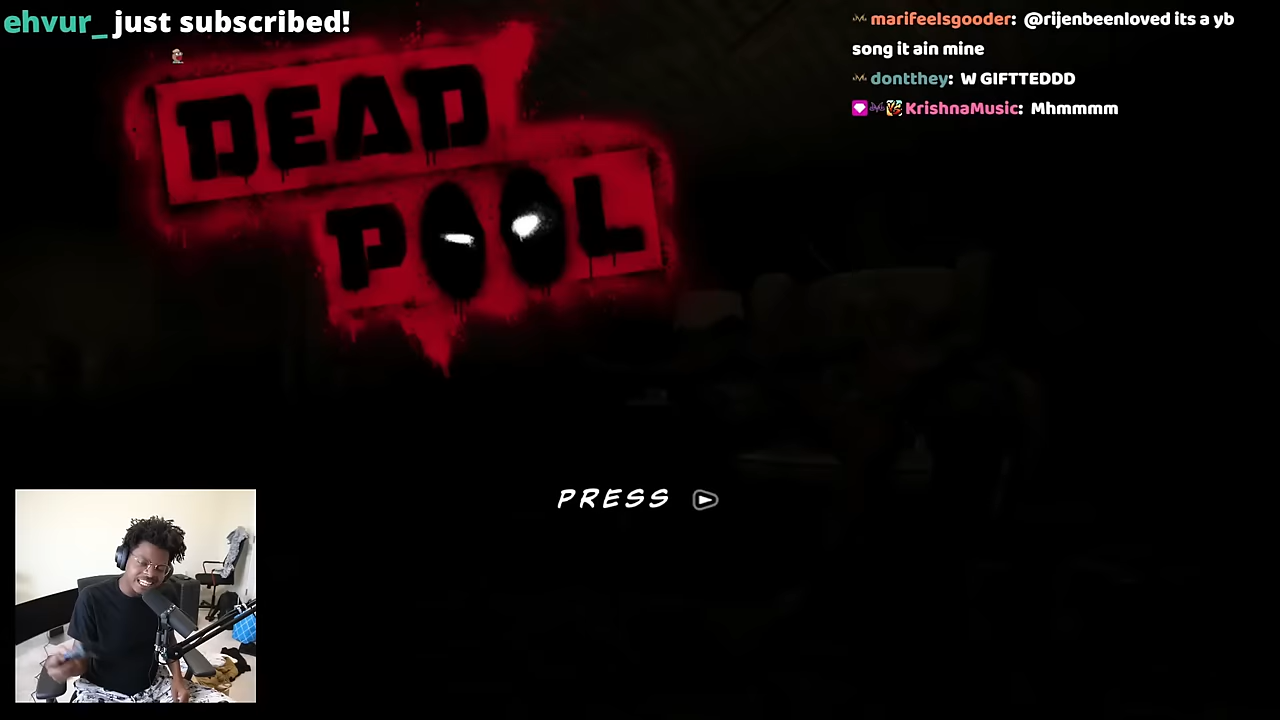 ehvur_ just subscribed!
marifeelsgooder: @rijenbeenloved its a yb
song it ain mine
dontthey: W GIFTTEDDD
KrishnaMusic: Mhmmmm
DEAD
POOL
PRESS